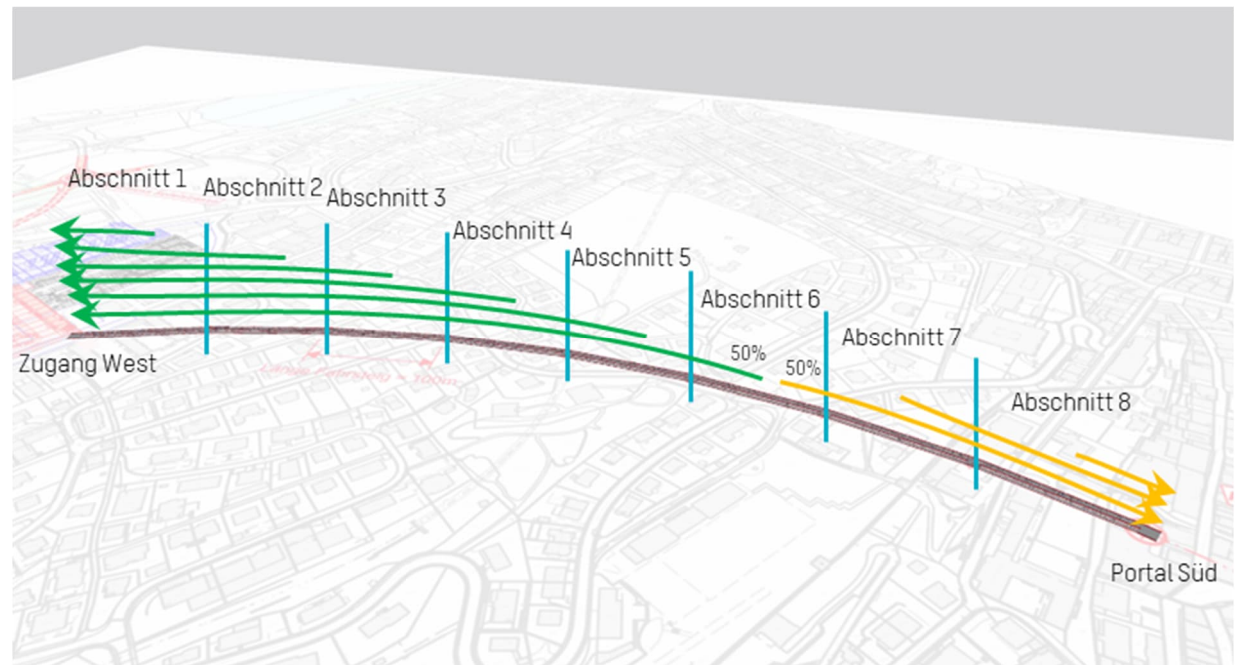 Abschnitt 1
Abschnitt 2
Abschnitt 3
Abschnitt 4
Abschnitt 5
Abschnitt 6
Abschnitt 7
50%
50%
Abschnitt 8
Zugang West
Portal Süd